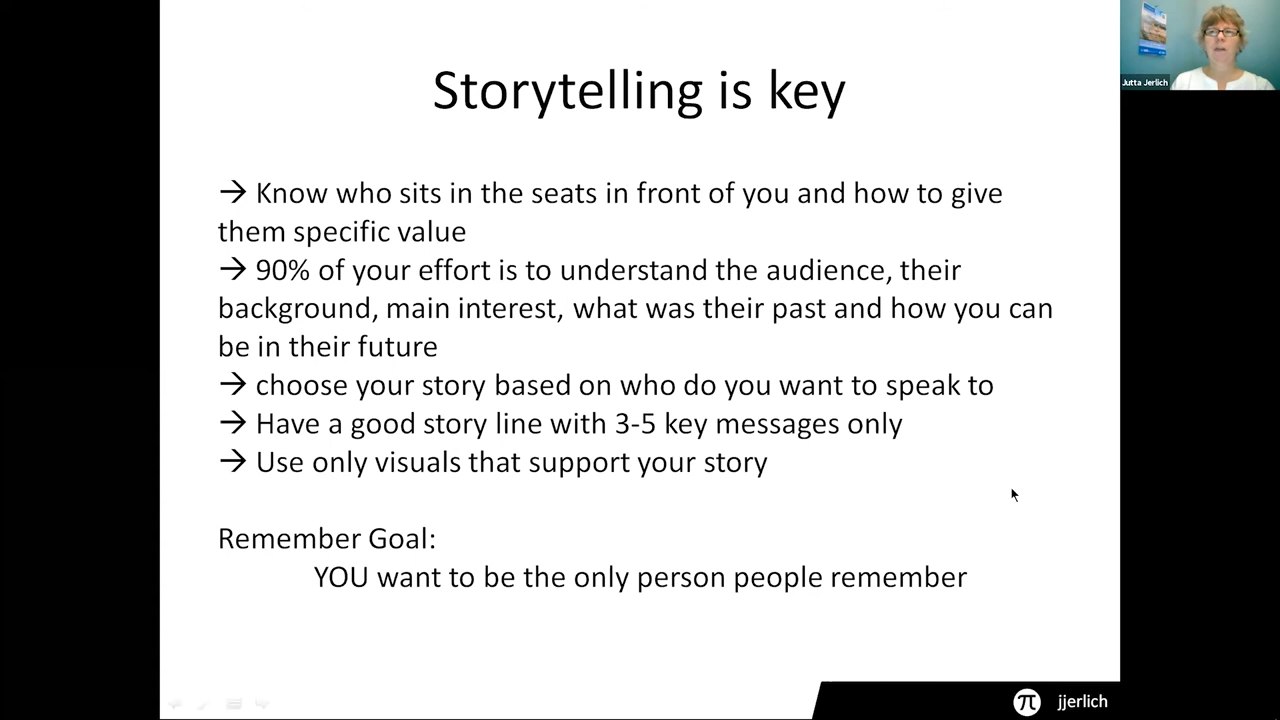 Storytelling is key
Jutta Jerlich
→ Know who sits in the seats in front of you and how to give
them specific value
→ 90% of your effort is to understand the audience, their
background, main interest, what was their past and how you can
be in their future
→ choose your story based on who do you want to speak to
→ Have a good story line with 3-5 key messages only
→ Use only visuals that support your story
Remember Goal:
YOU want to be the only person people remember
π jjerlich